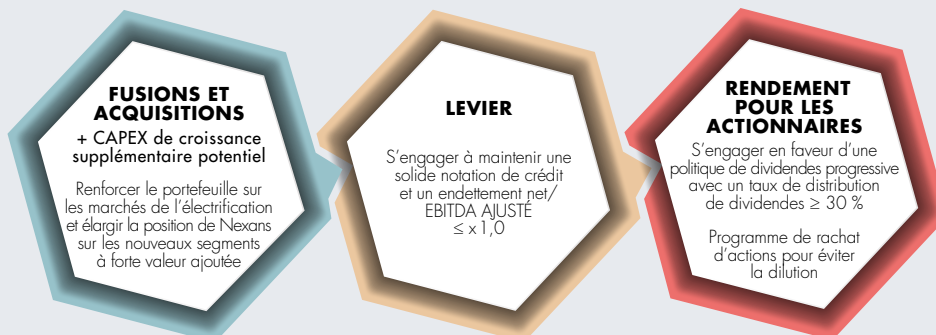 FUSIONS ET
ACQUISITIONS
+ CAPEX de croissance
supplémentaire potentiel
Renforcer le portefeuille sur
les marchés de l'électrification
et élargir la position de Nexans
sur les nouveaux segments
à forte valeur ajoutée
LEVIER
S'engager à maintenir une
solide notation de crédit
et un endettement net/
EBITDA AJUSTÉ
≤ x1,0
RENDEMENT
POUR LES
ACTIONNAIRES
S'engager en faveur d'une
politique de dividendes progressive
avec un taux de distribution
de dividendes ≥ 30 %
Programme de rachat
d'actions pour éviter
la dilution